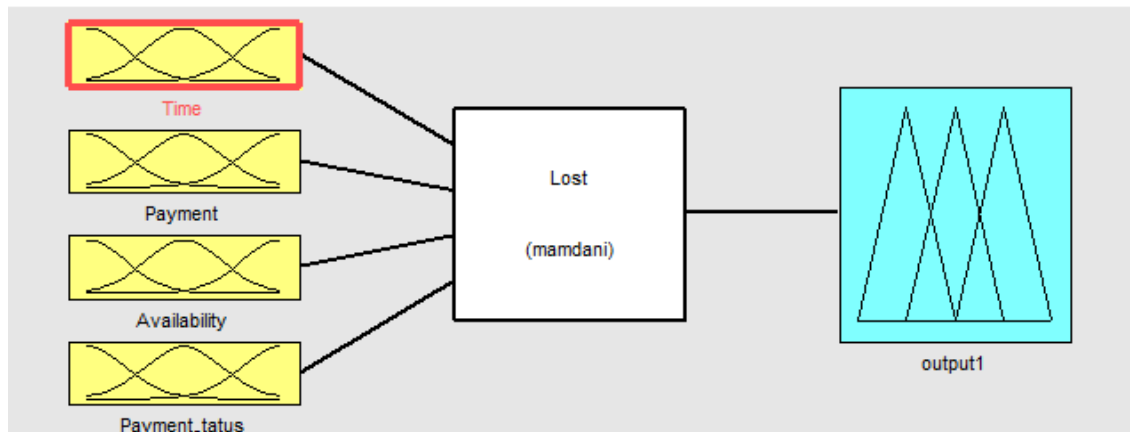 Time
Payment
Availability
Payment_tatus
Lost
(mamdani)
output1